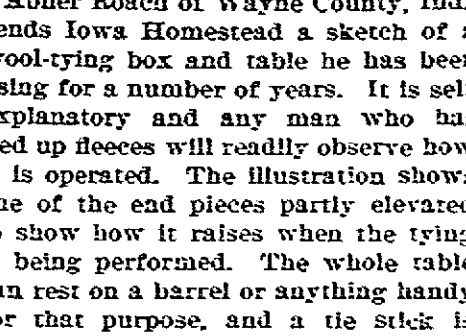 Abner Roach of Wayne County, Ind.
ends Iowa Homestead a sketch of a
ool-tying box and table he has been
sing for a number of years. It is sel
xplanatory and any man who has
ed up fleeces will readily observe how
is operated. The illustration shows
ne of the end pieces partly elevated
o show how it raises when the tying
being performed. The whole table
an rest on a barrel or anything handy
or that purpose, and a tie stick is